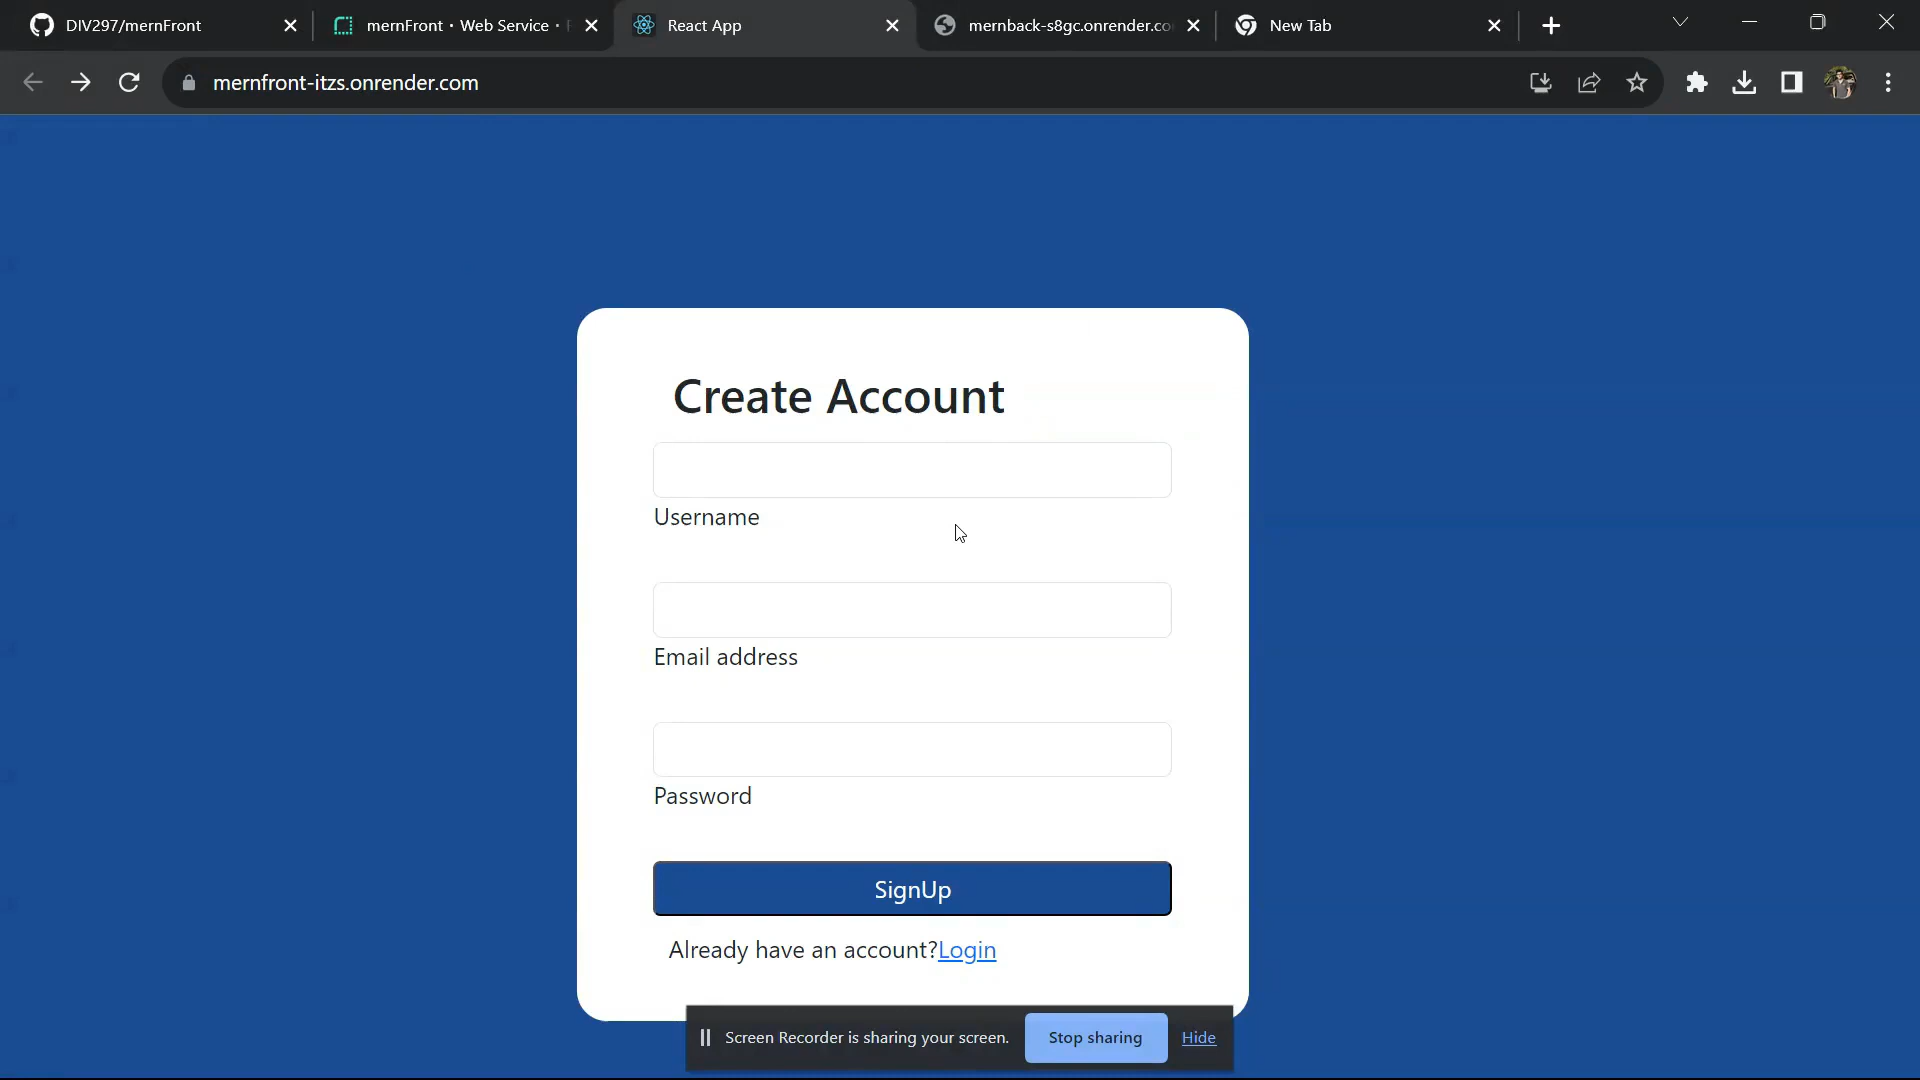 DIV297/mernFront
mernFront · Web Service ·
React App
mernback-s8gc.onrender.co
New Tab
mernfront-itzs.onrender.com
Create Account
Username
Email address
Password
SignUp
Already have an account?Login
Screen Recorder is sharing your screen.
Stop sharing
Hide